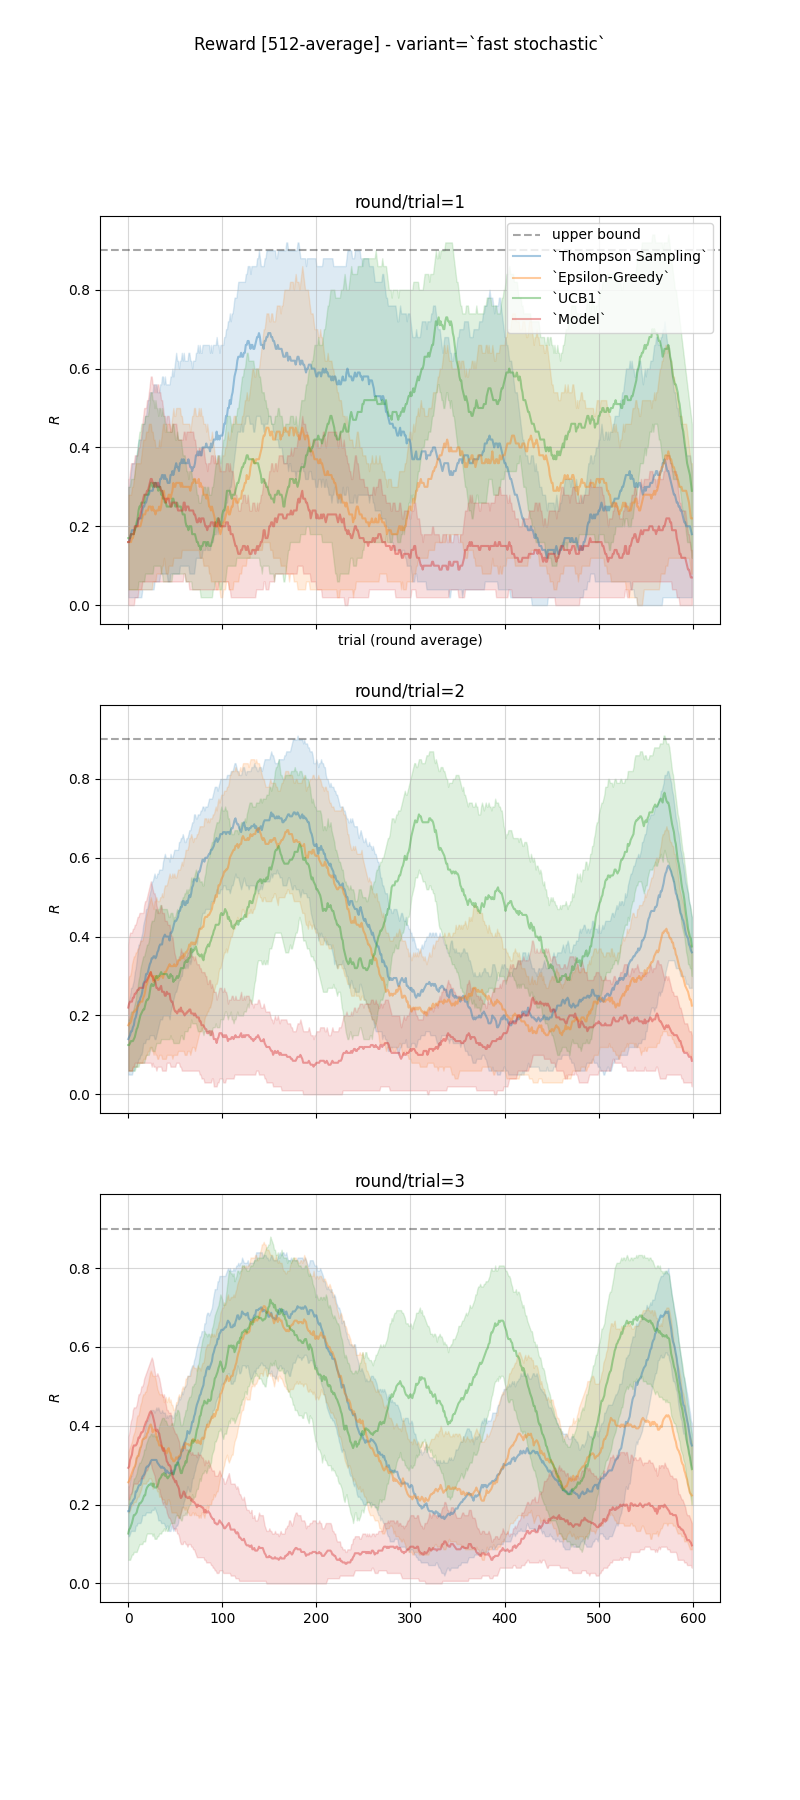 Reward [512-average] - variant=`fast stochastic`
round/trial=1
upper bound
`Thompson Sampling`
`Epsilon-Greedy`
`UCB1`
`Model`
0.8
0.6
0.4
0.2
0.0
R
trial (round average)
round/trial=2
0.8
0.6
0.4
0.2
0.0
R
round/trial=3
0.8
0.6
0.4
0.2
0.0
R
0 100 200 300 400 500 600